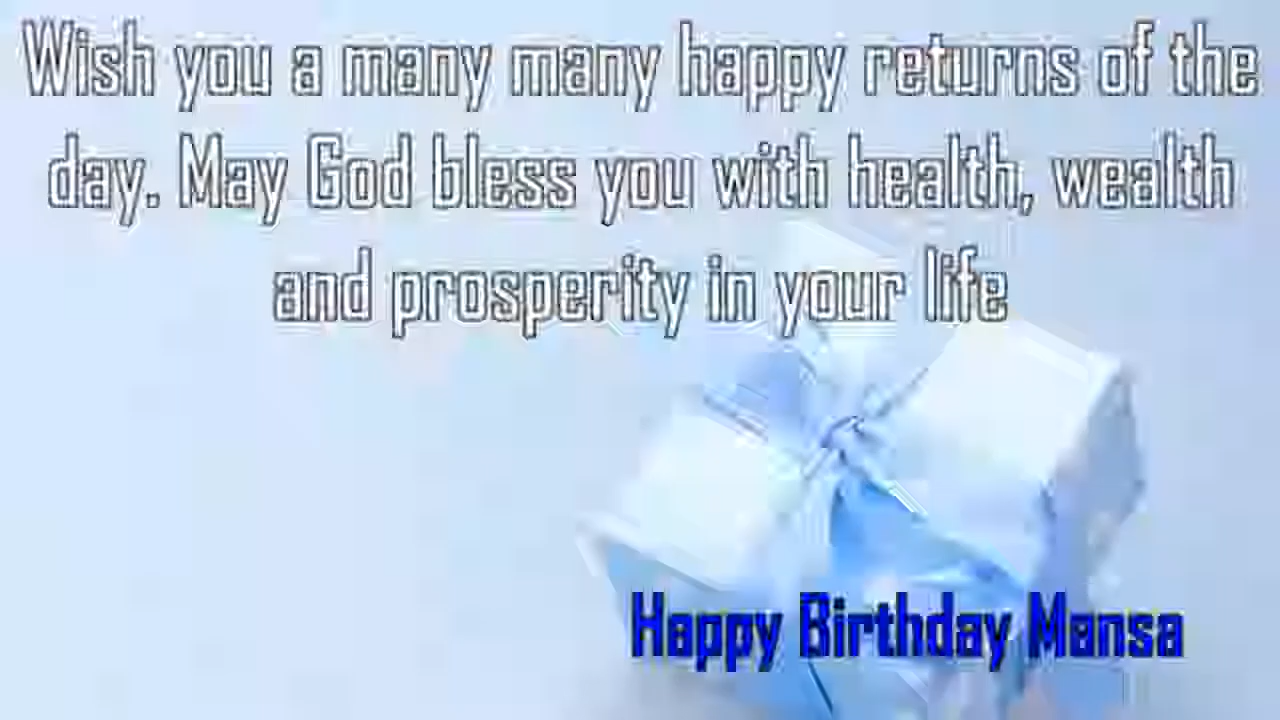 Wish you a many many happy returns of the
day. May God bless you with health, wealth
and prosperity in your life
Happy Birthday Mansa